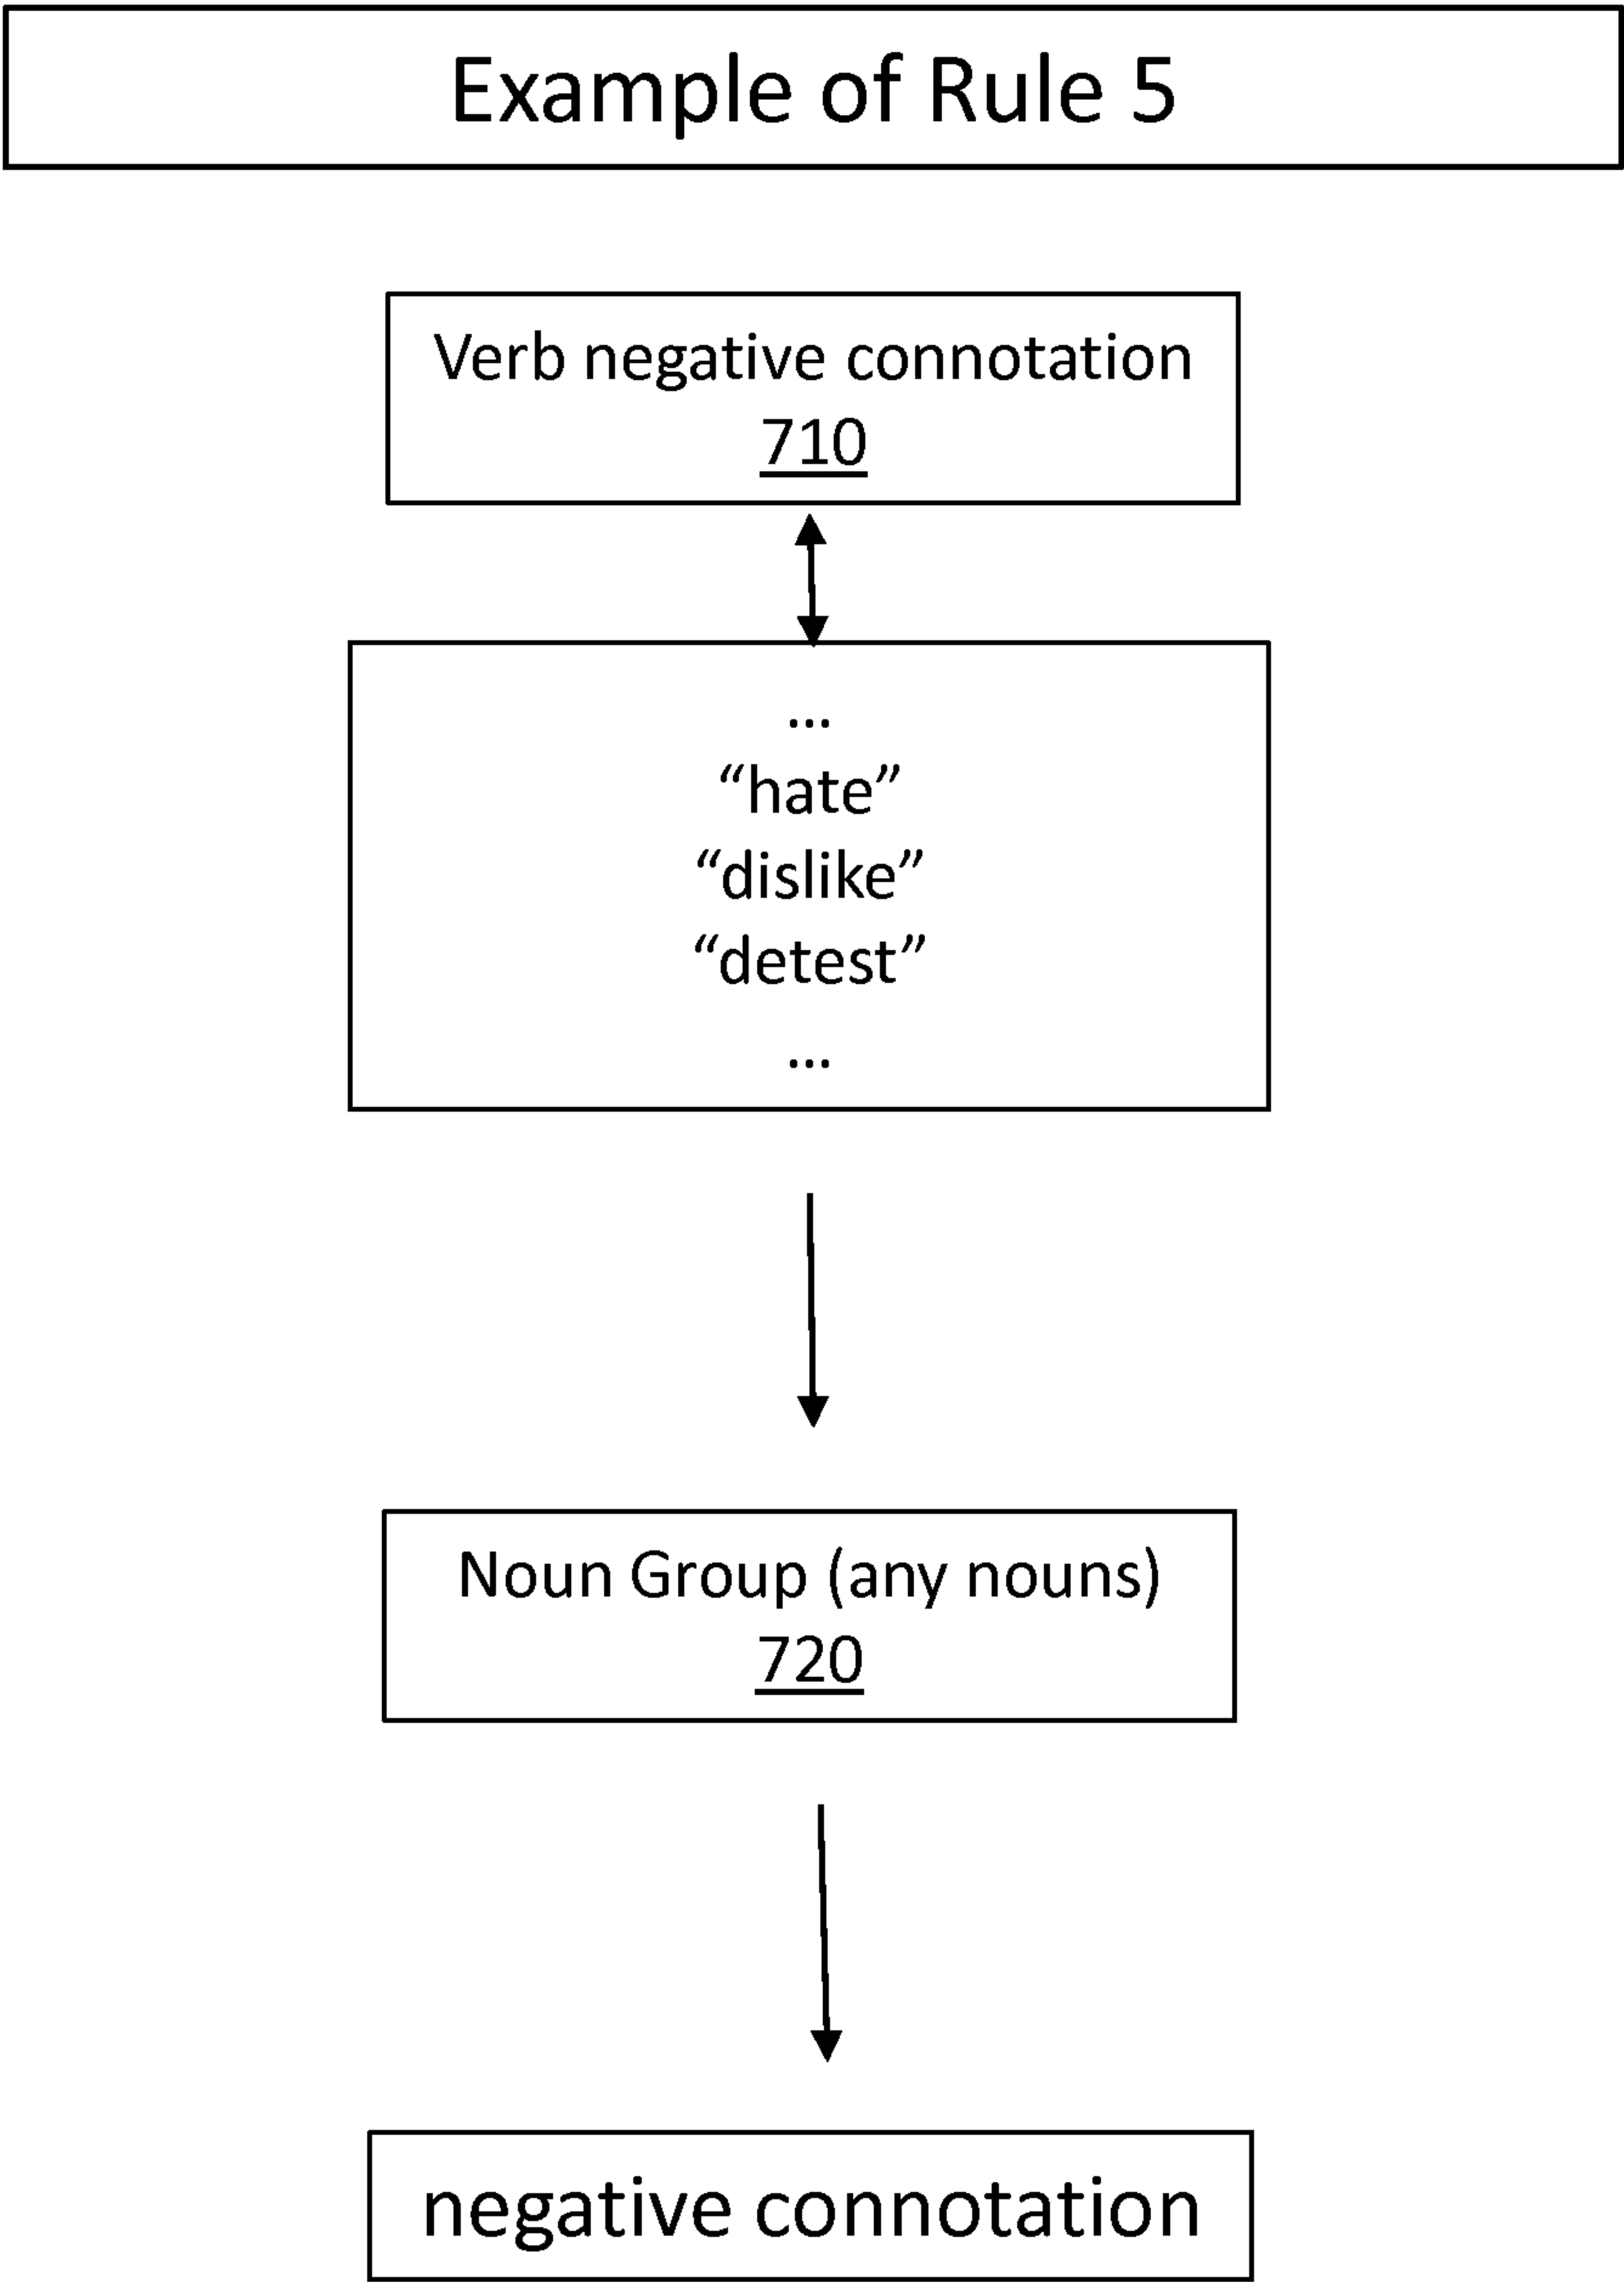 Example of Rule 5
Verb negative connotation
710
...
“hate”
“dislike”
“detest”
...
Noun Group (any nouns)
720
negative connotation